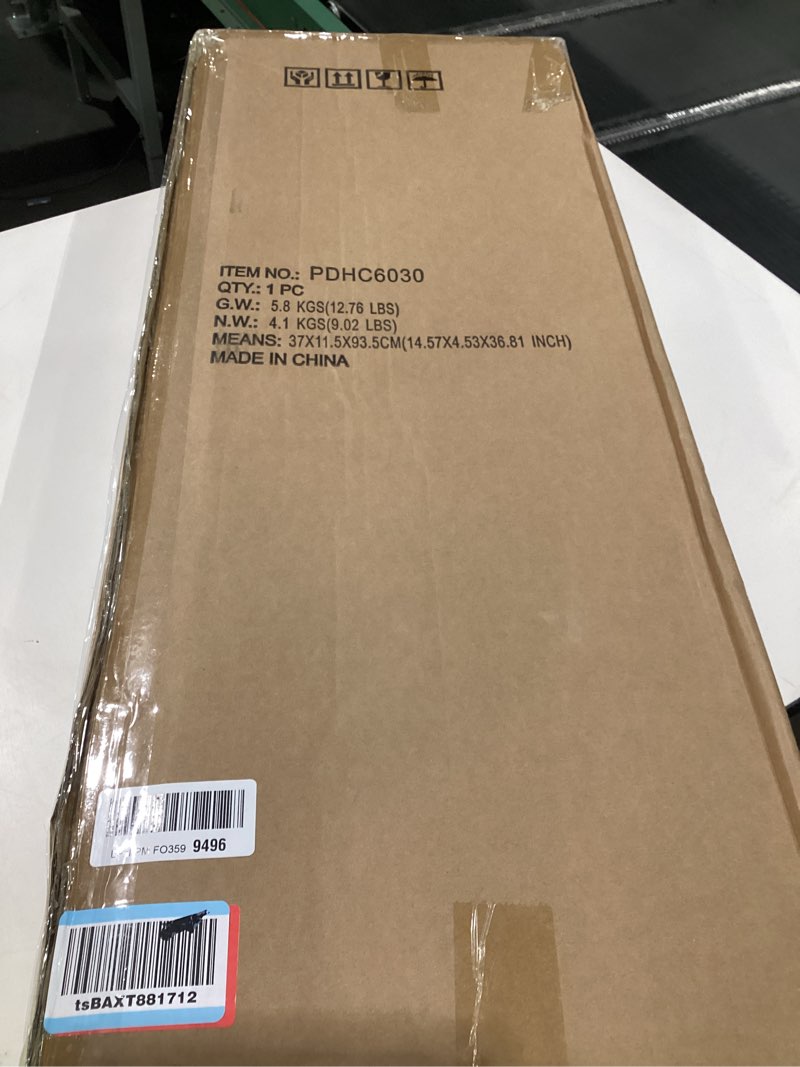 ITEM NO.: PDHC6030
QTY.: 1 PC
G.W.: 5.8 KGS(12.76 LBS)
N.W.: 4.1 KGS(9.02 LBS)
MEANS: 37X11.5X93.5CM(14.57X4.53X36.81 INCH)
MADE IN CHINA
FO359 9496
tsBAXT881712